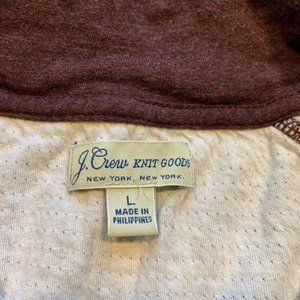 J. Crew KNIT GOODS
NEW YORK, NEW YORK.
L
MADE IN
PHILIPPINES